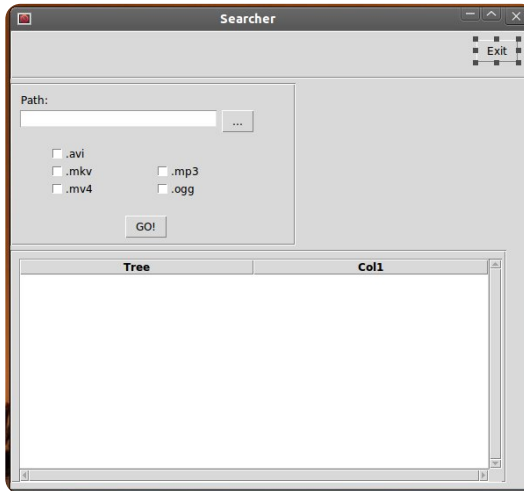 Searcher
Exit
Path:
...
.avi
.mkv .mp3
.mv4 .ogg
GO!
Tree Col1